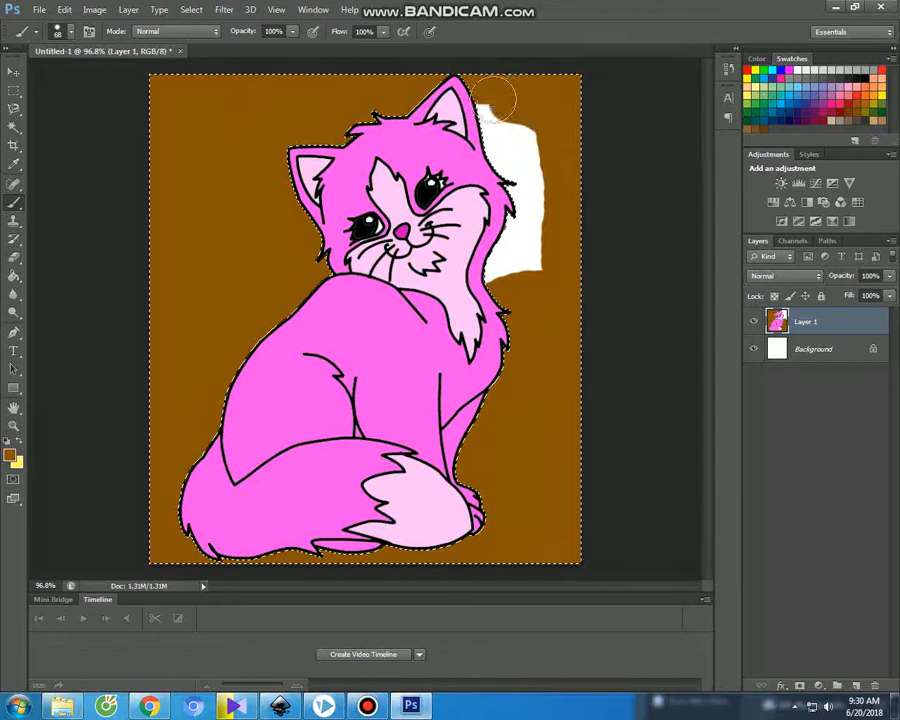 Ps File Edit Image Layer Type Select Filter 3D View Window Help
www.BANDICAM.com
68 Mode: Normal Opacity: 100% Flow: 100% Essentials
Untitled-1 @ 96.8% (Layer 1, RGB/8) * ×
Color Swatches
Adjustments Styles
Add an adjustment
Layers Channels Paths
Kind
Normal Opacity: 100%
Lock: Fill: 100%
Layer 1
Background
96.8% Doc: 1.31M/1.31M
Mini Bridge Timeline
Create Video Timeline
Ps
9:30 AM
6/20/2018